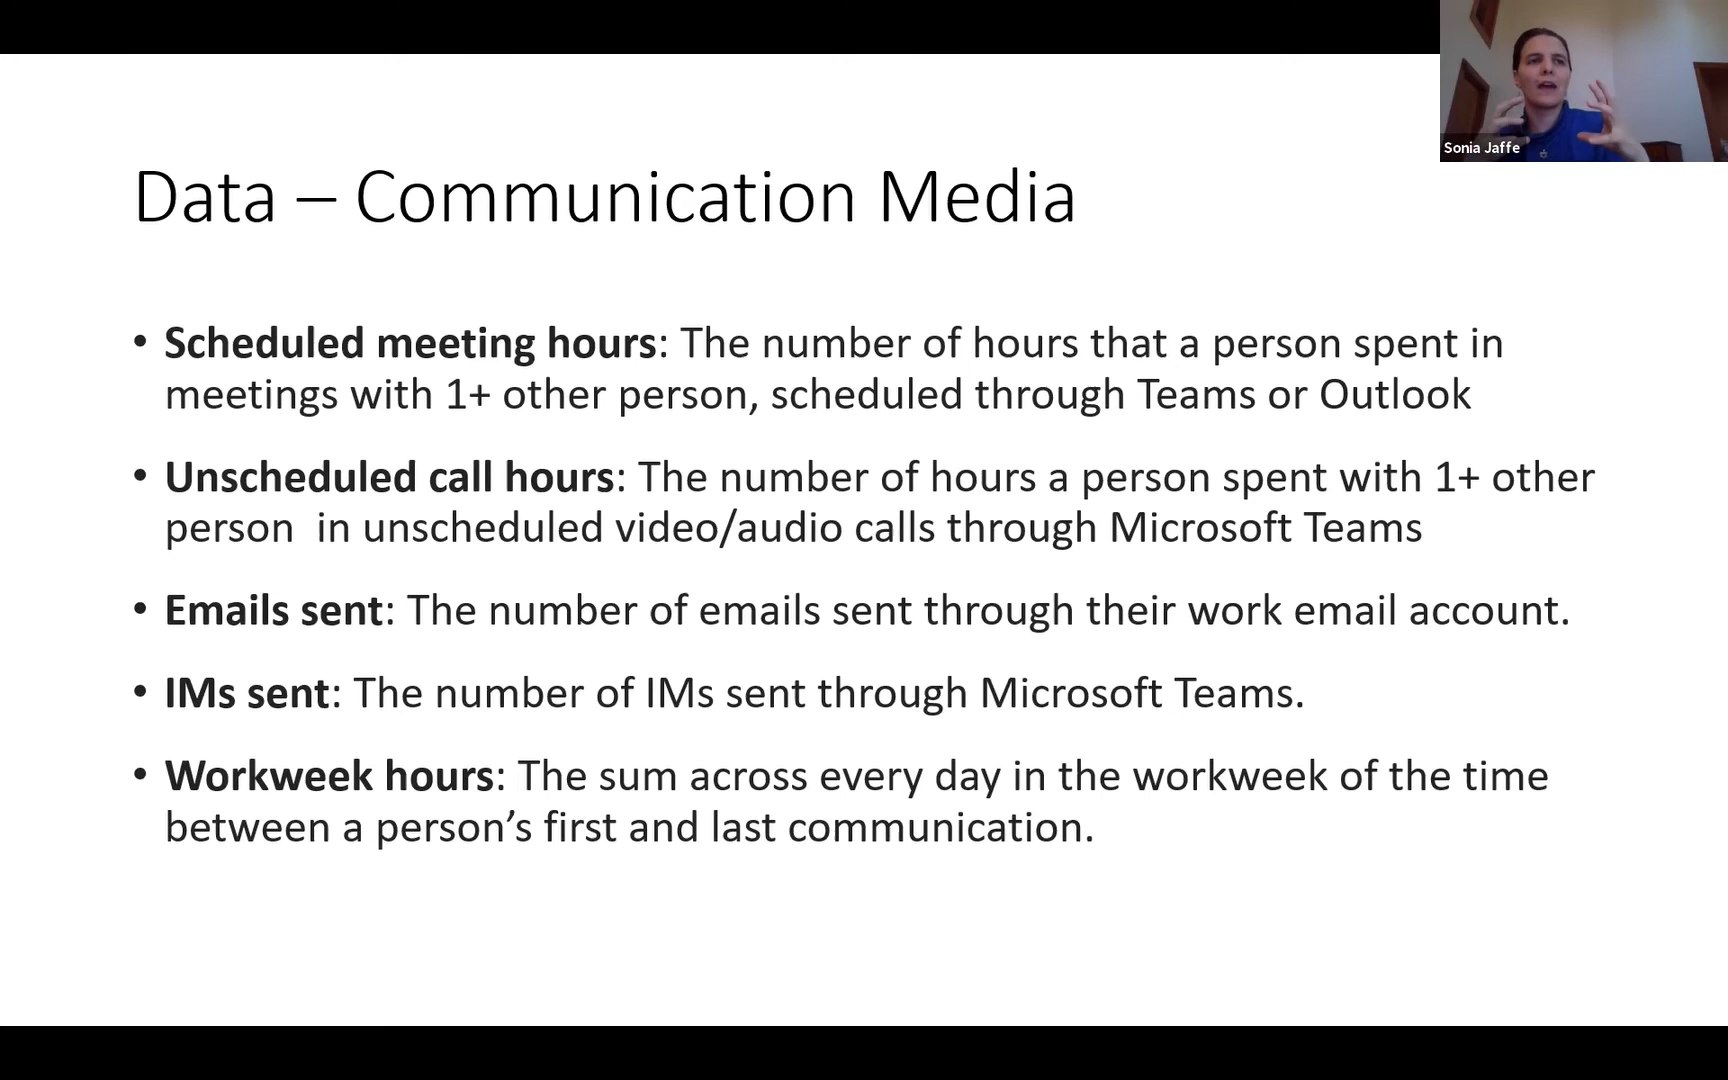 Sonia Jaffe
Data – Communication Media
• Scheduled meeting hours: The number of hours that a person spent in
meetings with 1+ other person, scheduled through Teams or Outlook
• Unscheduled call hours: The number of hours a person spent with 1+ other
person  in unscheduled video/audio calls through Microsoft Teams
• Emails sent: The number of emails sent through their work email account.
• IMs sent: The number of IMs sent through Microsoft Teams.
• Workweek hours: The sum across every day in the workweek of the time
between a person’s first and last communication.